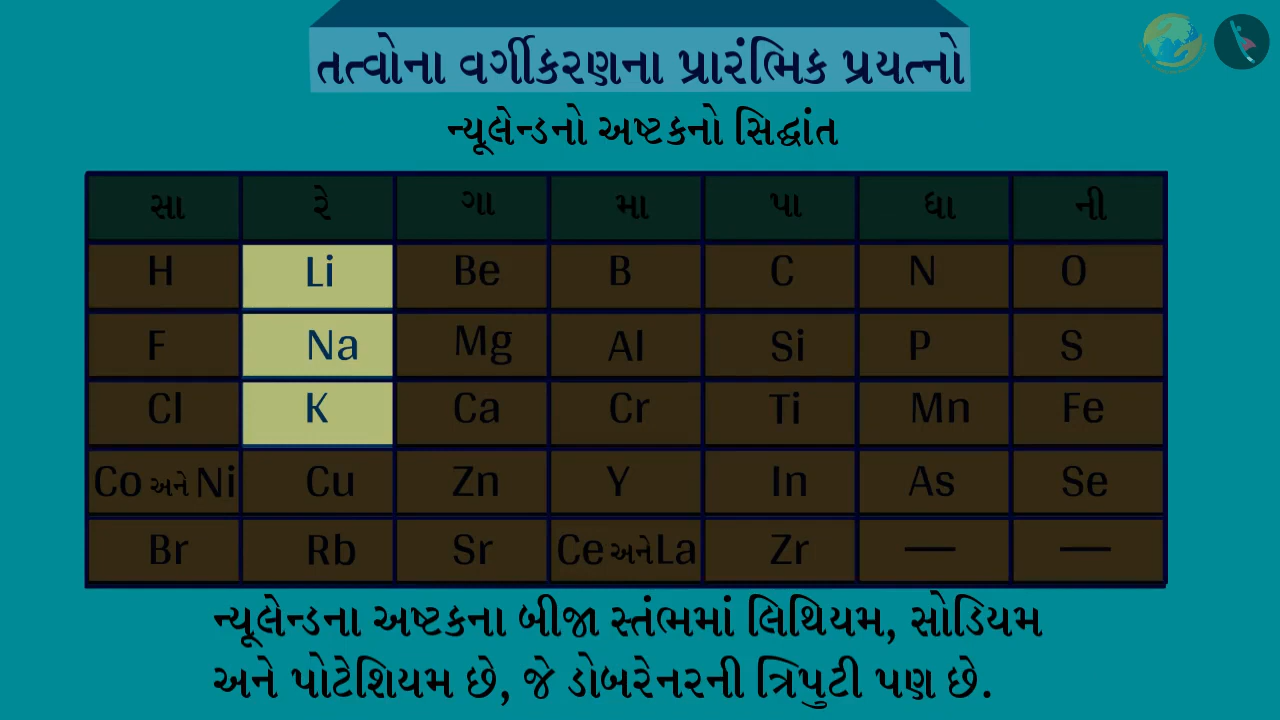 તત્વોના વર્ગીકરણના પ્રારંભિક પ્રયત્નો
ન્યૂલેન્ડનો અષ્ટકનો સિદ્ધાંત
સા રે ગા મા પા ધા ની
H Li Be B C N O
F Na Mg Al Si P S
Cl K Ca Cr Ti Mn Fe
Co અને Ni Cu Zn Y In As Se
Br Rb Sr Ce અને La Zr — —
ન્યૂલેન્ડના અષ્ટકના બીજા સ્તંભમાં લિથિયમ, સોડિયમ
અને પોટેશિયમ છે, જે ડોબરેનરની ત્રિપુટી પણ છે.